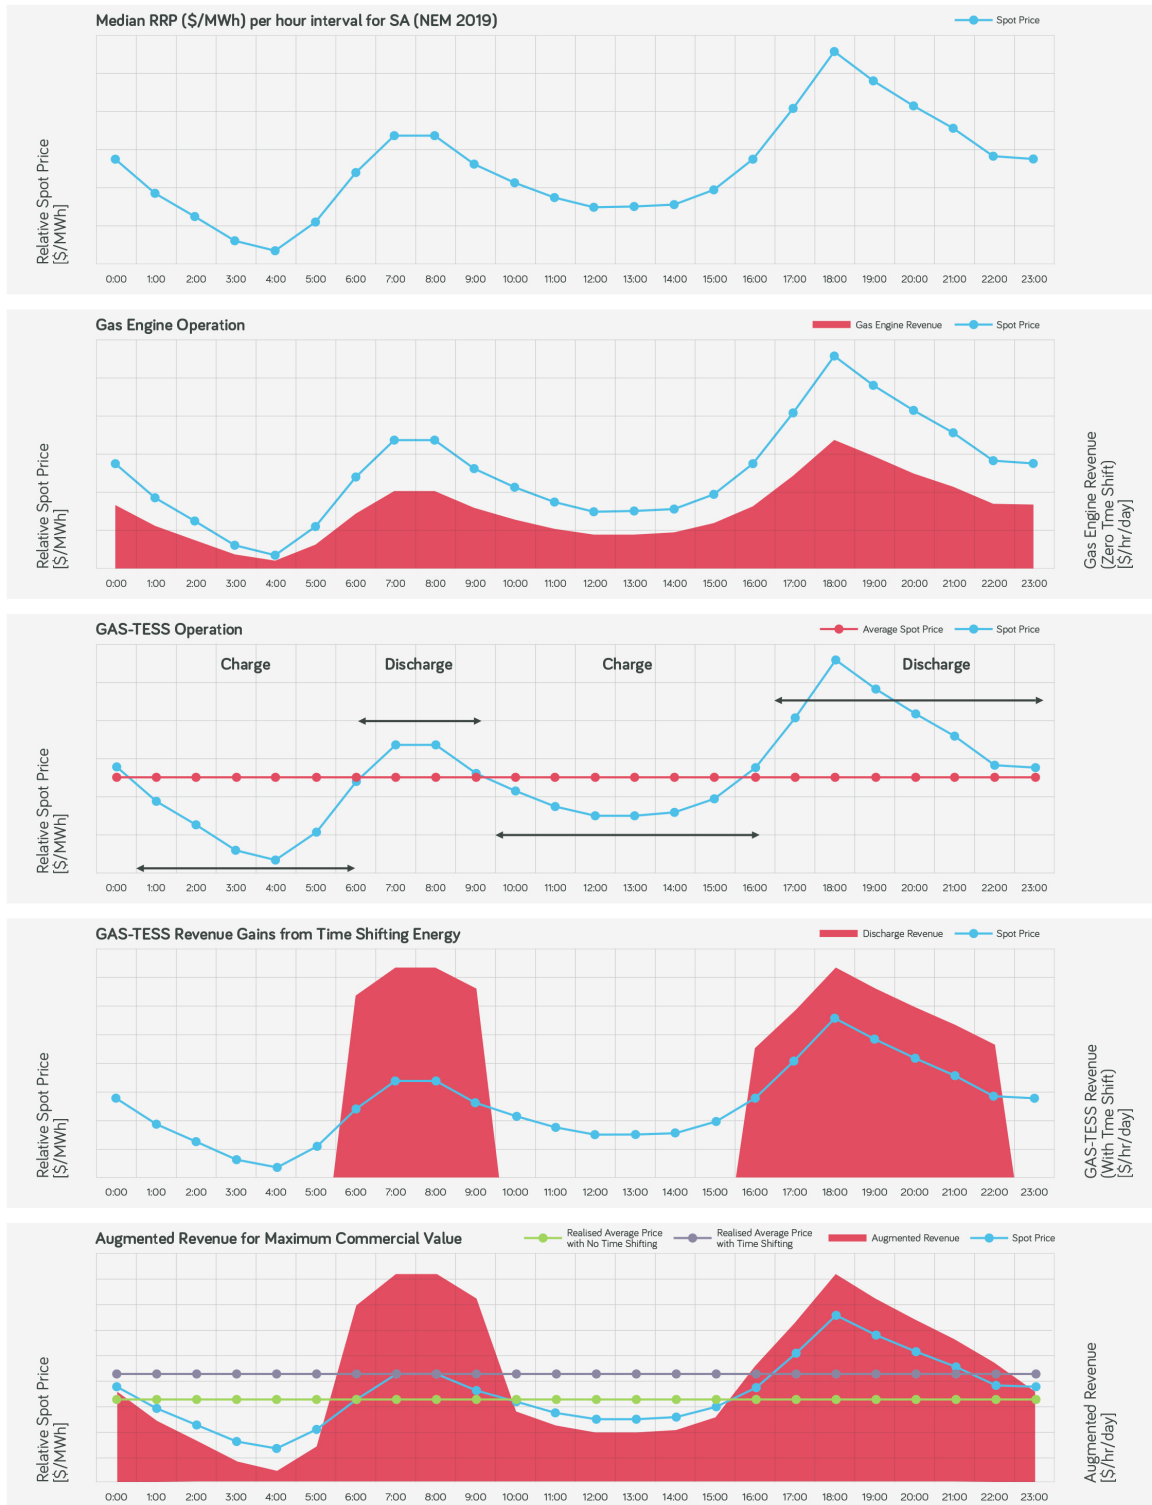 Median RRP ($/MWh) per hour interval for SA (NEM 2019)
Spot Price
Relative Spot Price
[$/MWh]
0:00 1:00 2:00 3:00 4:00 5:00 6:00 7:00 8:00 9:00 10:00 11:00 12:00 13:00 14:00 15:00 16:00 17:00 18:00 19:00 20:00 21:00 22:00 23:00
Gas Engine Operation
Gas Engine Revenue Spot Price
Relative Spot Price
[$/MWh]
Gas Engine Revenue
(Zero Tme Shift)
[$/hr/day]
0:00 1:00 2:00 3:00 4:00 5:00 6:00 7:00 8:00 9:00 10:00 11:00 12:00 13:00 14:00 15:00 16:00 17:00 18:00 19:00 20:00 21:00 22:00 23:00
GAS-TESS Operation
Average Spot Price Spot Price
Charge Discharge Charge Discharge
Relative Spot Price
[$/MWh]
0:00 1:00 2:00 3:00 4:00 5:00 6:00 7:00 8:00 9:00 10:00 11:00 12:00 13:00 14:00 15:00 16:00 17:00 18:00 19:00 20:00 21:00 22:00 23:00
GAS-TESS Revenue Gains from Time Shifting Energy
Discharge Revenue Spot Price
Relative Spot Price
[$/MWh]
GAS-TESS Revenue
(With Tme Shift)
[$/hr/day]
0:00 1:00 2:00 3:00 4:00 5:00 6:00 7:00 8:00 9:00 10:00 11:00 12:00 13:00 14:00 15:00 16:00 17:00 18:00 19:00 20:00 21:00 22:00 23:00
Augmented Revenue for Maximum Commercial Value
Realised Average Price
with No Time Shifting
Realised Average Price
with Time Shifting
Augmented Revenue Spot Price
Relative Spot Price
[$/MWh]
Augmented Revenue
[$/hr/day]
0:00 1:00 2:00 3:00 4:00 5:00 6:00 7:00 8:00 9:00 10:00 11:00 12:00 13:00 14:00 15:00 16:00 17:00 18:00 19:00 20:00 21:00 22:00 23:00